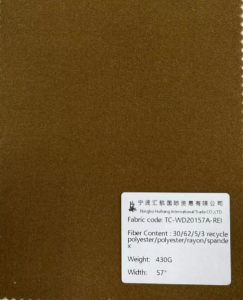 宁波汇航国际贸易有限公司
Ningbo Huihang International Trade Co.,LTD
Fabric code: TC-WD20157A-REI
Fiber Content : 30/62/5/3 recycle
polyester/polyester/rayon/spande
x
Weight: 430G
Width: 57"